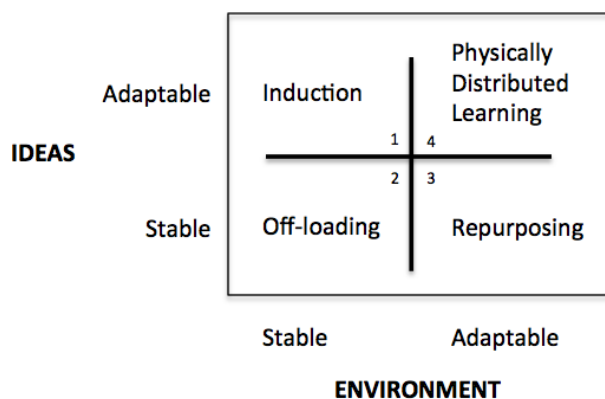 Physically
Distributed
Learning
Adaptable
Induction
1 4
IDEAS
2 3
Stable
Off-loading
Repurposing
Stable
Adaptable
ENVIRONMENT